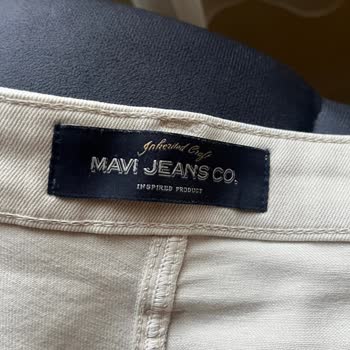 Inherited Craft
MAVI JEANS CO.
INSPIRED PRODUCT